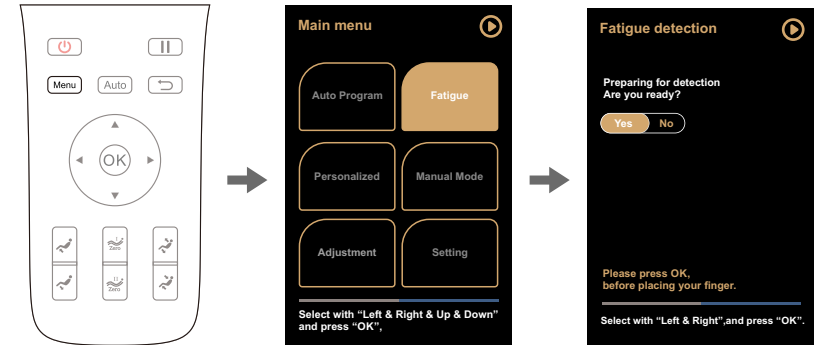 Menu
Auto
OK
I
Zero
II
Zero
Main menu
Auto Program
Fatigue
Personalized
Manual Mode
Adjustment
Setting
Select with “Left & Right & Up & Down”
and press “OK”,
Fatigue detection
Preparing for detection
Are you ready?
Yes
No
Please press OK,
before placing your finger.
Select with “Left & Right”,and press “OK”.